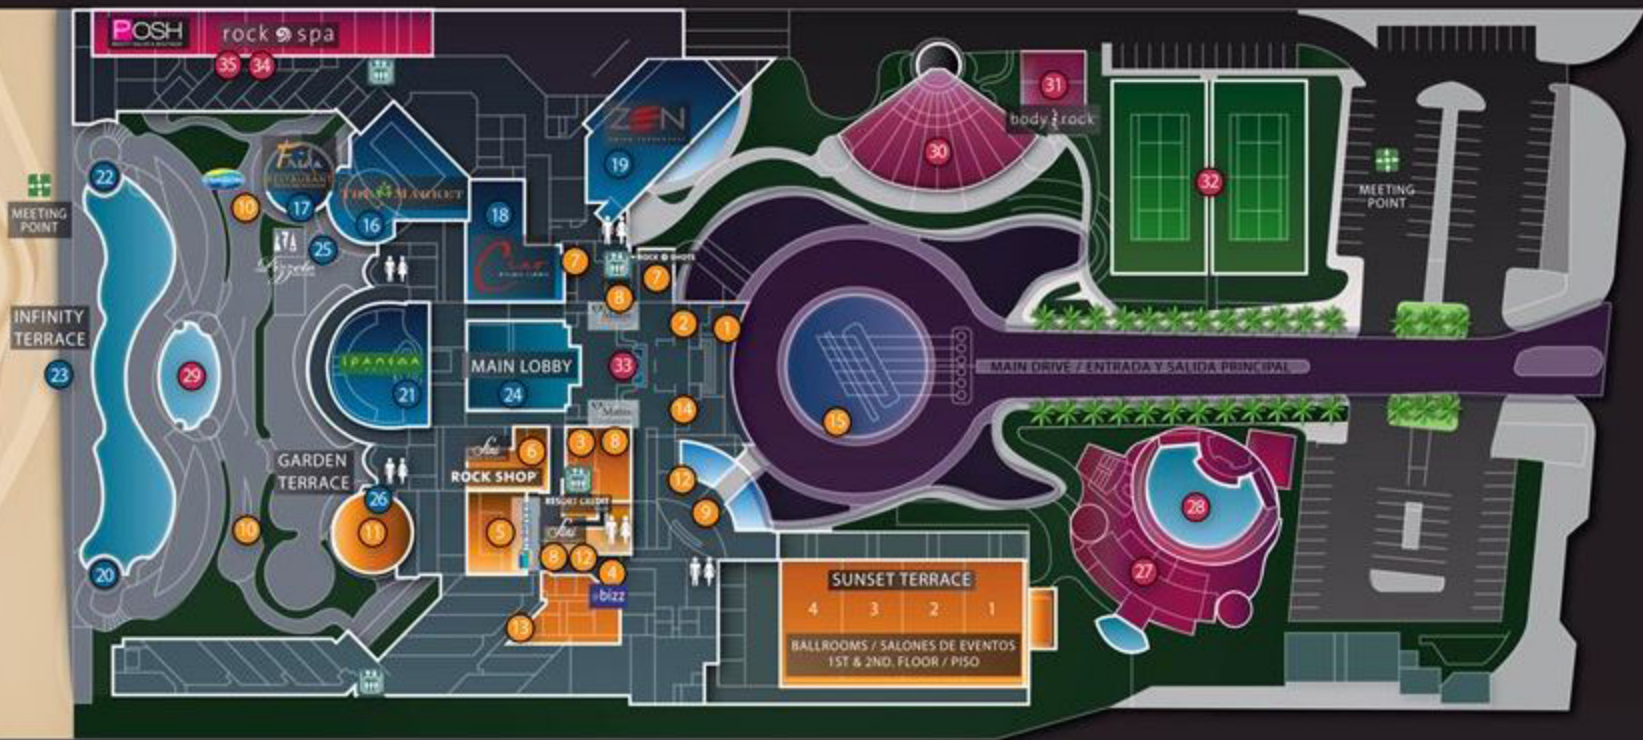 POSH
rock spa
35
34
ZEN
19
31
body rock
30
32
MEETING
POINT
22
MEETING
POINT
Frida
RESTAURANT
10
17
THE MARKET
16
18
25
Ciao
7
ROCK SHOTS
7
8
2
1
INFINITY
TERRACE
23
29
IPANEMA
21
MAIN LOBBY
24
33
MAIN DRIVE / ENTRADA Y SALIDA PRINCIPAL
14
15
GARDEN
TERRACE
26
6
3
8
ROCK SHOP
12
RESORT CREDIT
9
28
10
11
5
8
12
4
bizz
20
13
SUNSET TERRACE
4
3
2
1
BALLROOMS / SALONES DE EVENTOS
1ST & 2ND. FLOOR / PISO
27